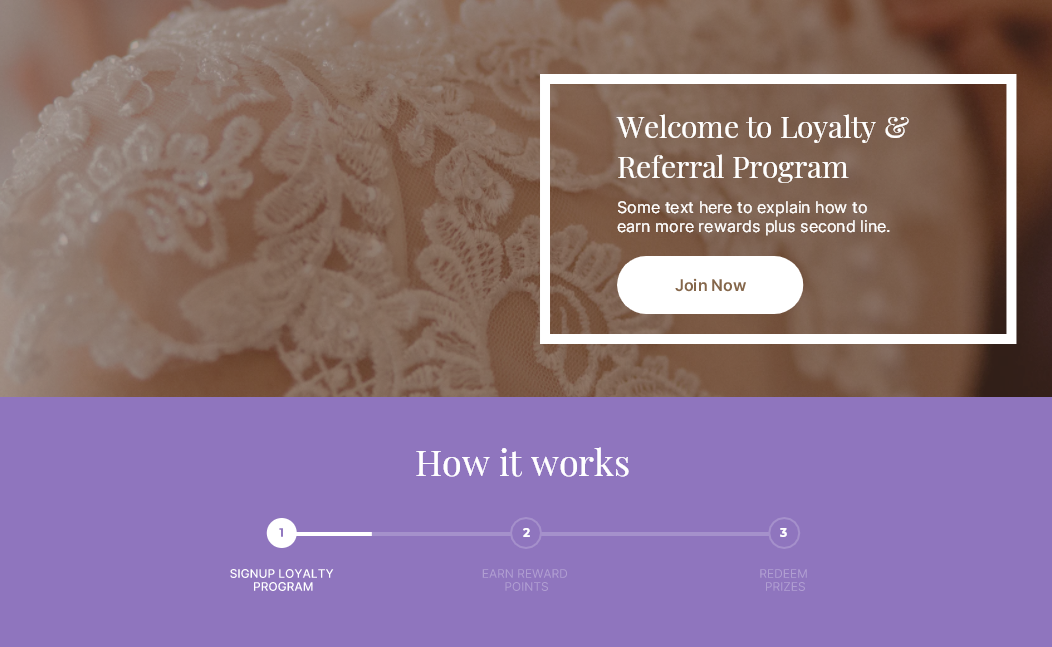 Welcome to Loyalty &
Referral Program
Some text here to explain how to
earn more rewards plus second line.
Join Now
How it works
1
2
3
SIGNUP LOYALTY
PROGRAM
EARN REWARD
POINTS
REDEEM
PRIZES